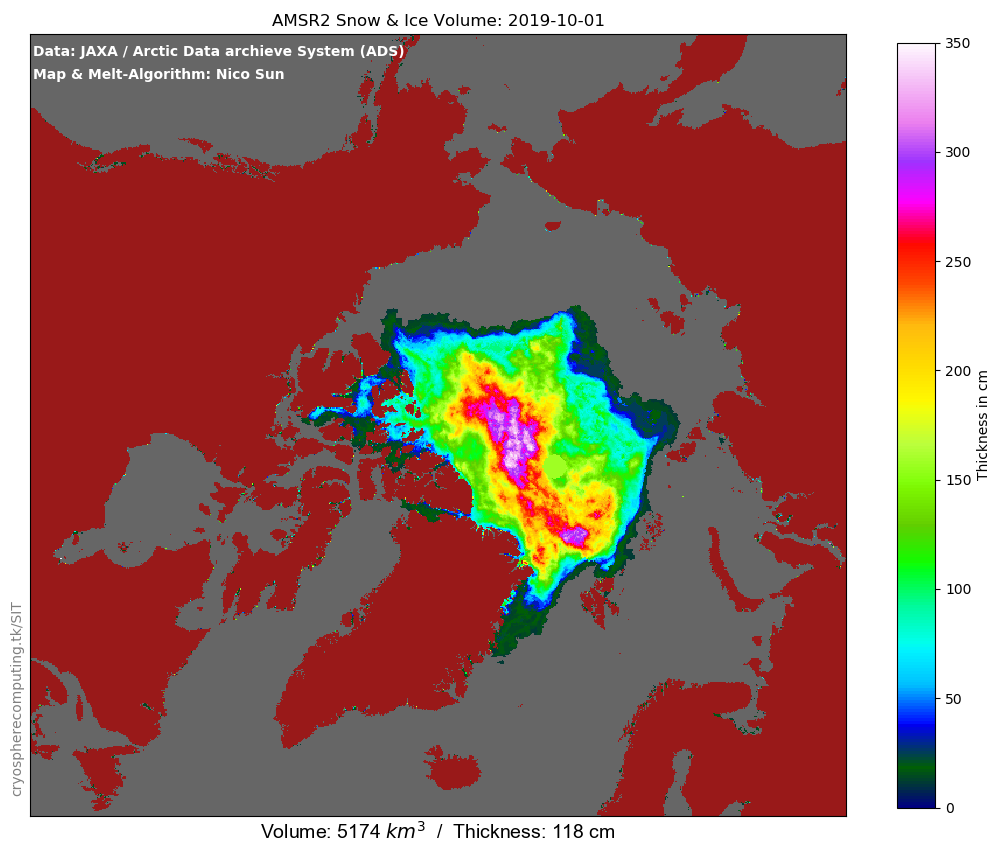 AMSR2 Snow & Ice Volume: 2019-10-01
Data: JAXA / Arctic Data archieve System (ADS)
Map & Melt-Algorithm: Nico Sun
350
300
250
200
150
100
50
0
Thickness in cm
cryospherecomputing.tk/SIT
Volume: 5174 km³ / Thickness: 118 cm